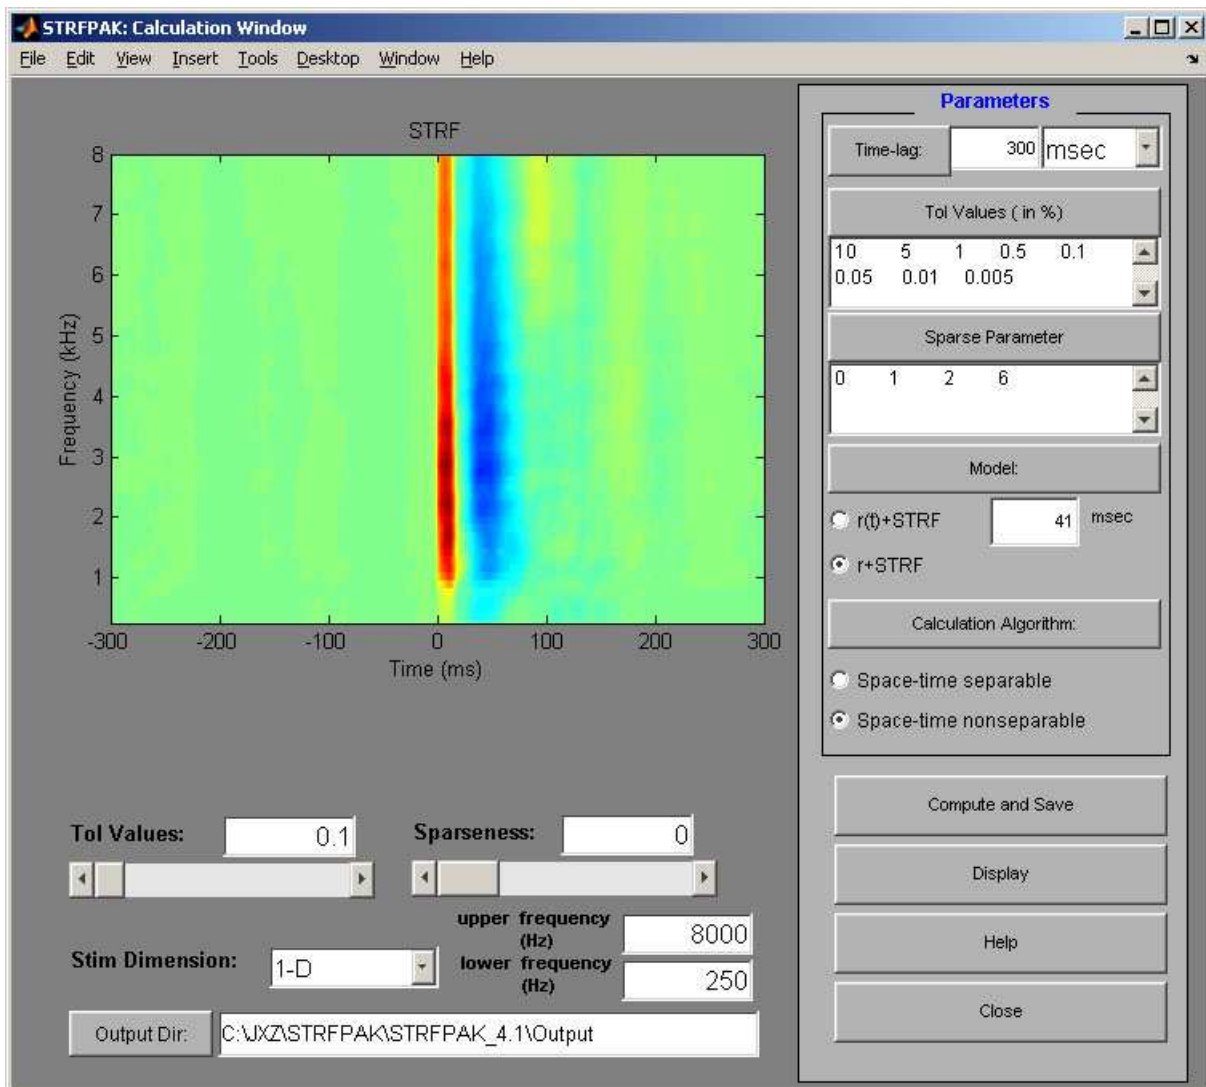 STRFPAK: Calculation Window
File Edit View Insert Tools Desktop Window Help
STRF
8
7
6
5
4
3
2
1
Frequency (kHz)
-300 -200 -100 0 100 200 300
Time (ms)
Parameters
Time-lag: 300 msec
Tol Values ( in %)
10 5 1 0.5 0.1
0.05 0.01 0.005
Sparse Parameter
0 1 2 6
Model:
r(t)+STRF 41 msec
r+STRF
Calculation Algorithm:
Space-time separable
Space-time nonseparable
Compute and Save
Display
Help
Close
Tol Values: 0.1
Sparseness: 0
Stim Dimension: 1-D
upper frequency
(Hz)
8000
lower frequency
(Hz)
250
Output Dir: C:\JXZ\STRFPAK\STRFPAK_4.1\Output